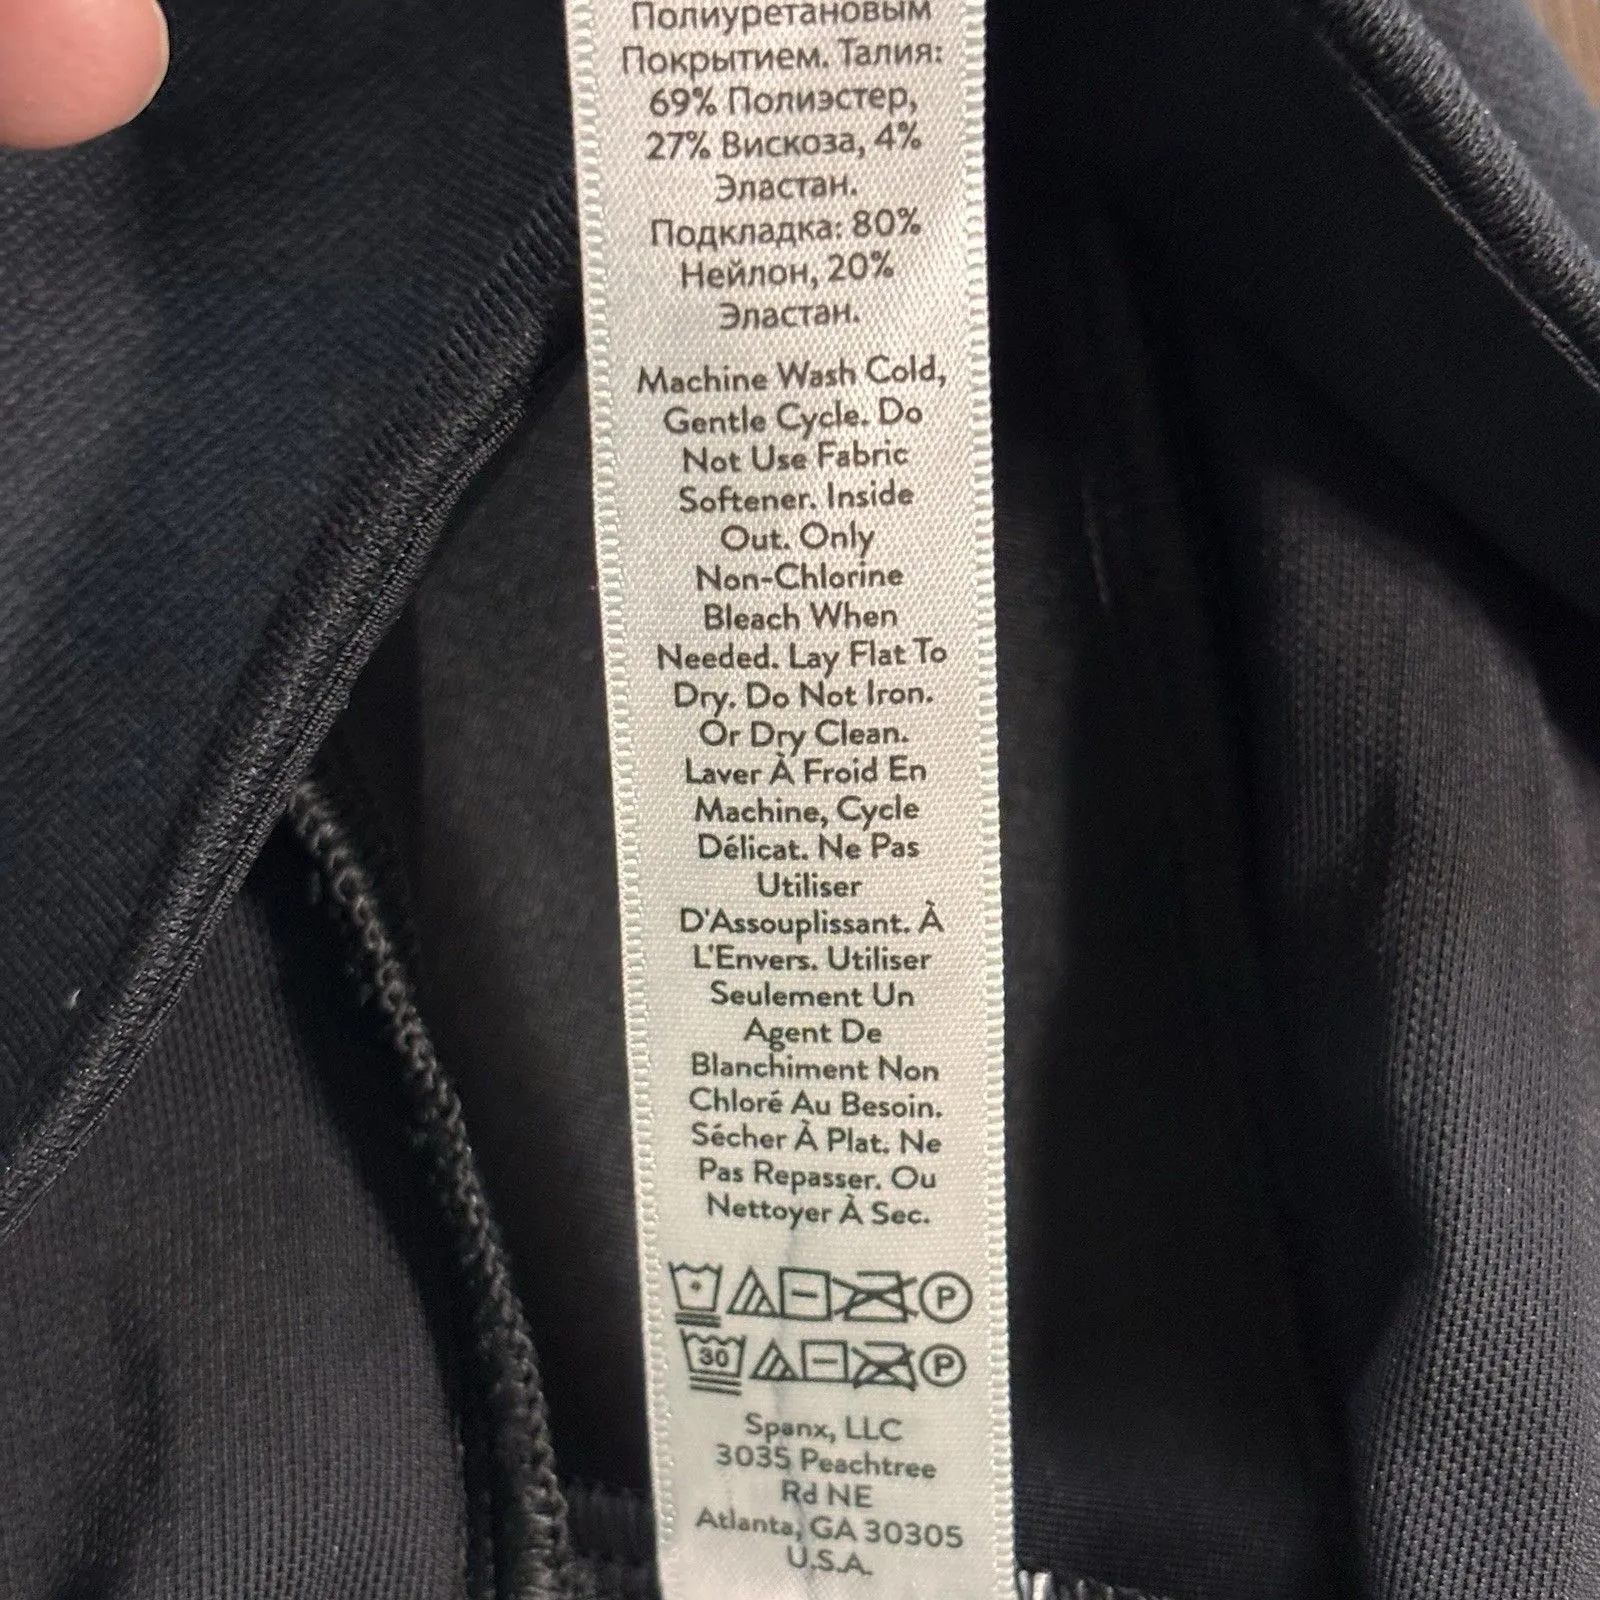 Полиуретановым
Покрытием. Талия:
69% Полиэстер,
27% Вискоза, 4%
Эластан.
Подкладка: 80%
Нейлон, 20%
Эластан.
Machine Wash Cold,
Gentle Cycle. Do
Not Use Fabric
Softener. Inside
Out. Only
Non-Chlorine
Bleach When
Needed. Lay Flat To
Dry. Do Not Iron.
Or Dry Clean.
Laver À Froid En
Machine, Cycle
Délicat. Ne Pas
Utiliser
D'Assouplissant. À
L'Envers. Utiliser
Seulement Un
Agent De
Blanchiment Non
Chloré Au Besoin.
Sécher À Plat. Ne
Pas Repasser. Ou
Nettoyer À Sec.
P
30 P
Spanx, LLC
3035 Peachtree
Rd NE
Atlanta, GA 30305
U.S.A.